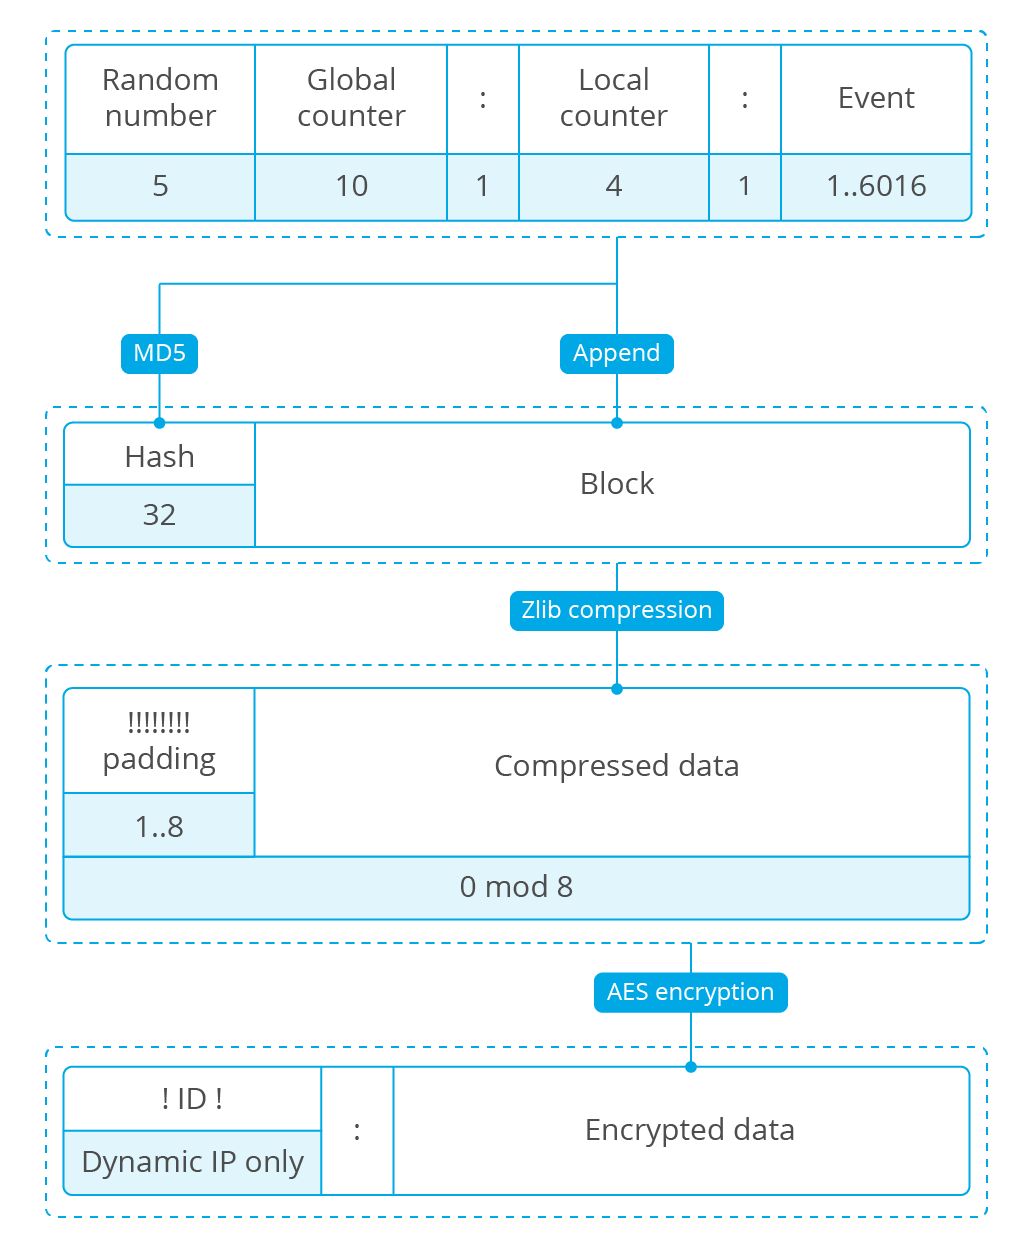 Random
number
Global
counter
:
Local
counter
:
Event
5
10
1
4
1
1..6016
MD5
Append
Hash
32
Block
Zlib compression
!!!!!!!!
padding
1..8
Compressed data
0 mod 8
AES encryption
! ID !
Dynamic IP only
:
Encrypted data